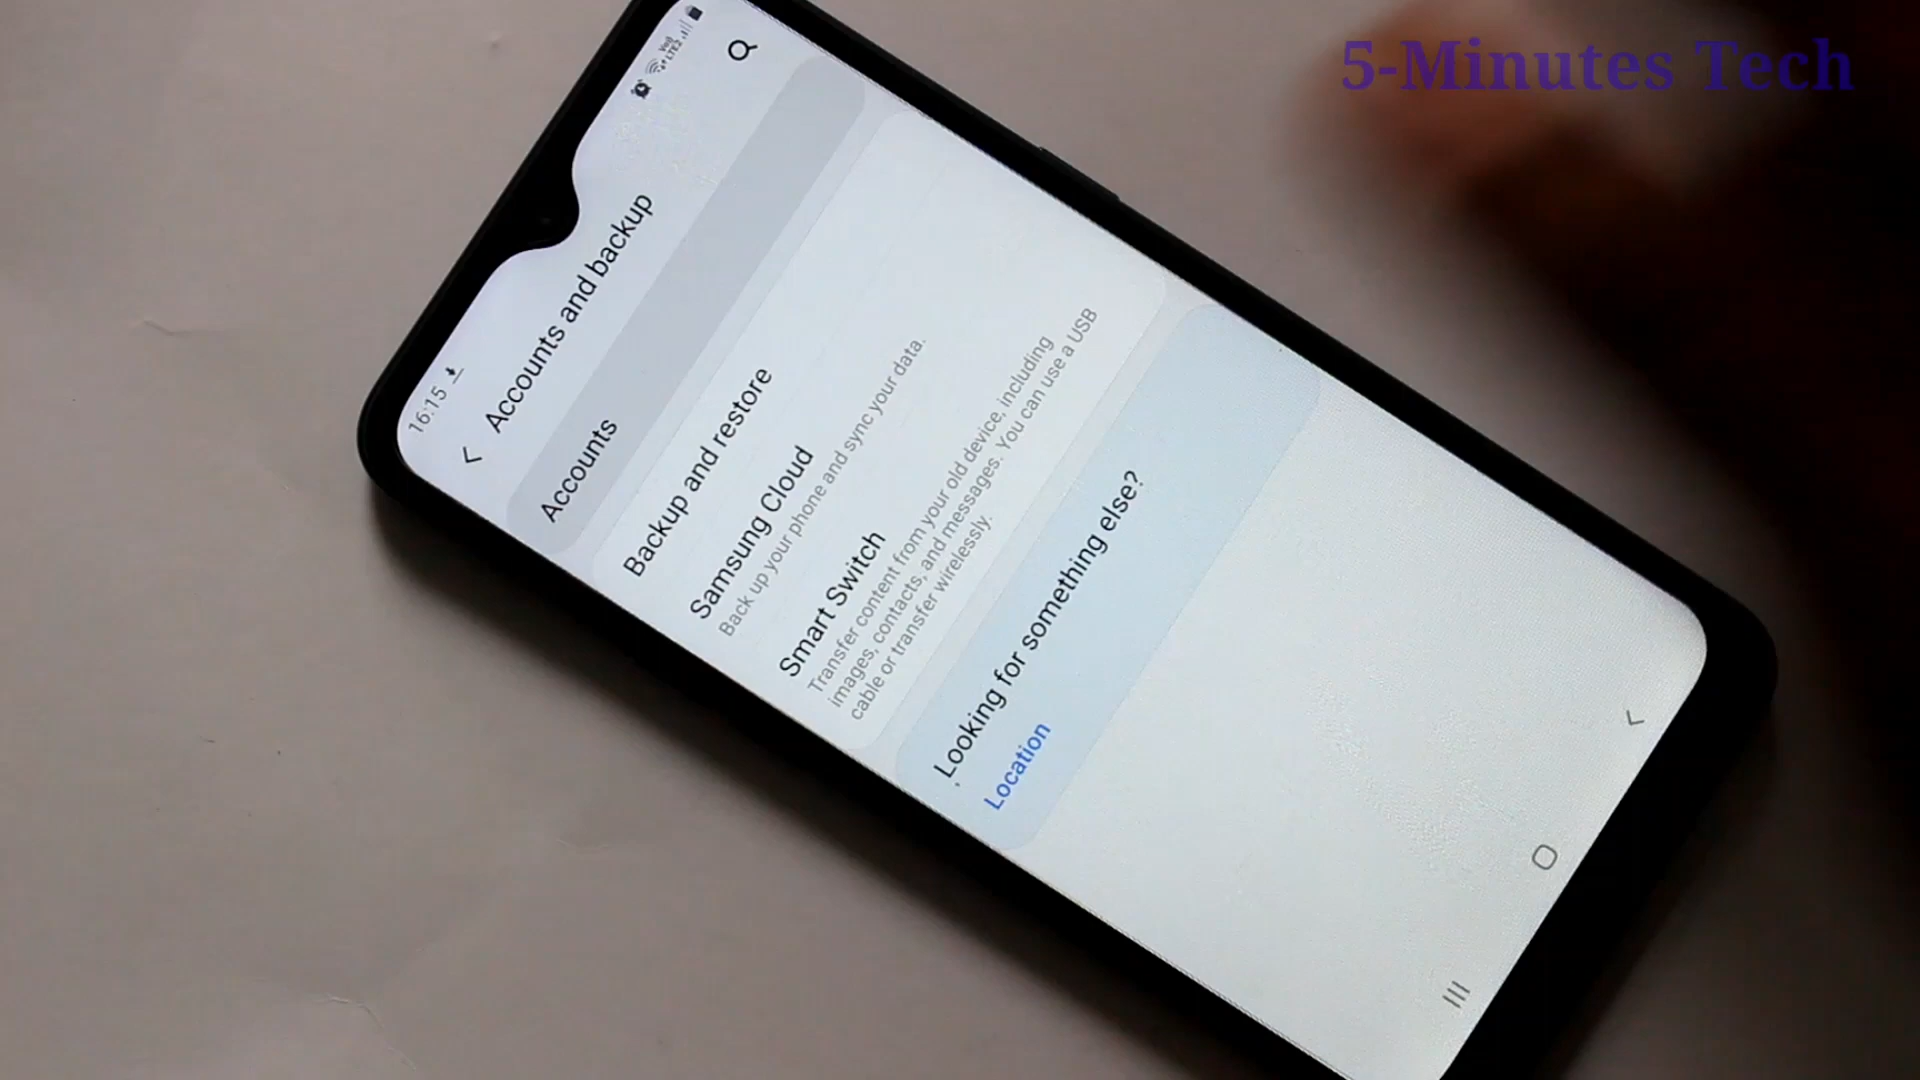 5-Minutes Tech
16:15
Accounts and backup
Accounts
Backup and restore
Samsung Cloud
Back up your phone and sync your data.
Smart Switch
Transfer content from your old device, including
images, contacts, and messages. You can use a USB
cable or transfer wirelessly.
Looking for something else?
Location